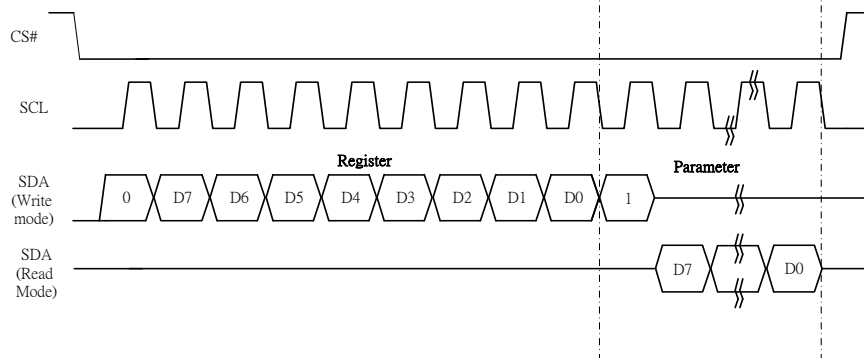 CS#
SCL
Register
Parameter
SDA
(Write
mode)
0 D7 D6 D5 D4 D3 D2 D1 D0 1
SDA
(Read
Mode)
D7 D0